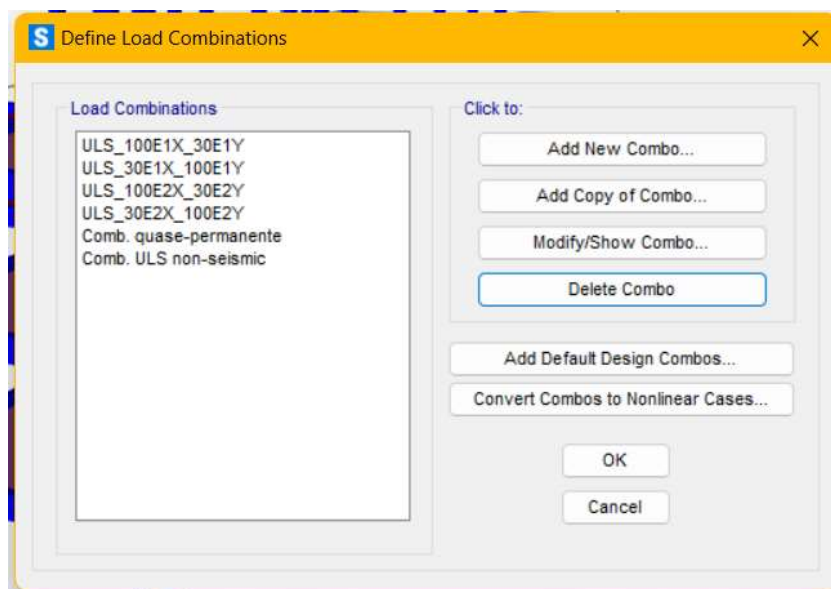 S Define Load Combinations
Load Combinations
ULS_100E1X_30E1Y
ULS_30E1X_100E1Y
ULS_100E2X_30E2Y
ULS_30E2X_100E2Y
Comb. quase-permanente
Comb. ULS non-seismic
Click to:
Add New Combo...
Add Copy of Combo...
Modify/Show Combo...
Delete Combo
Add Default Design Combos...
Convert Combos to Nonlinear Cases...
OK
Cancel